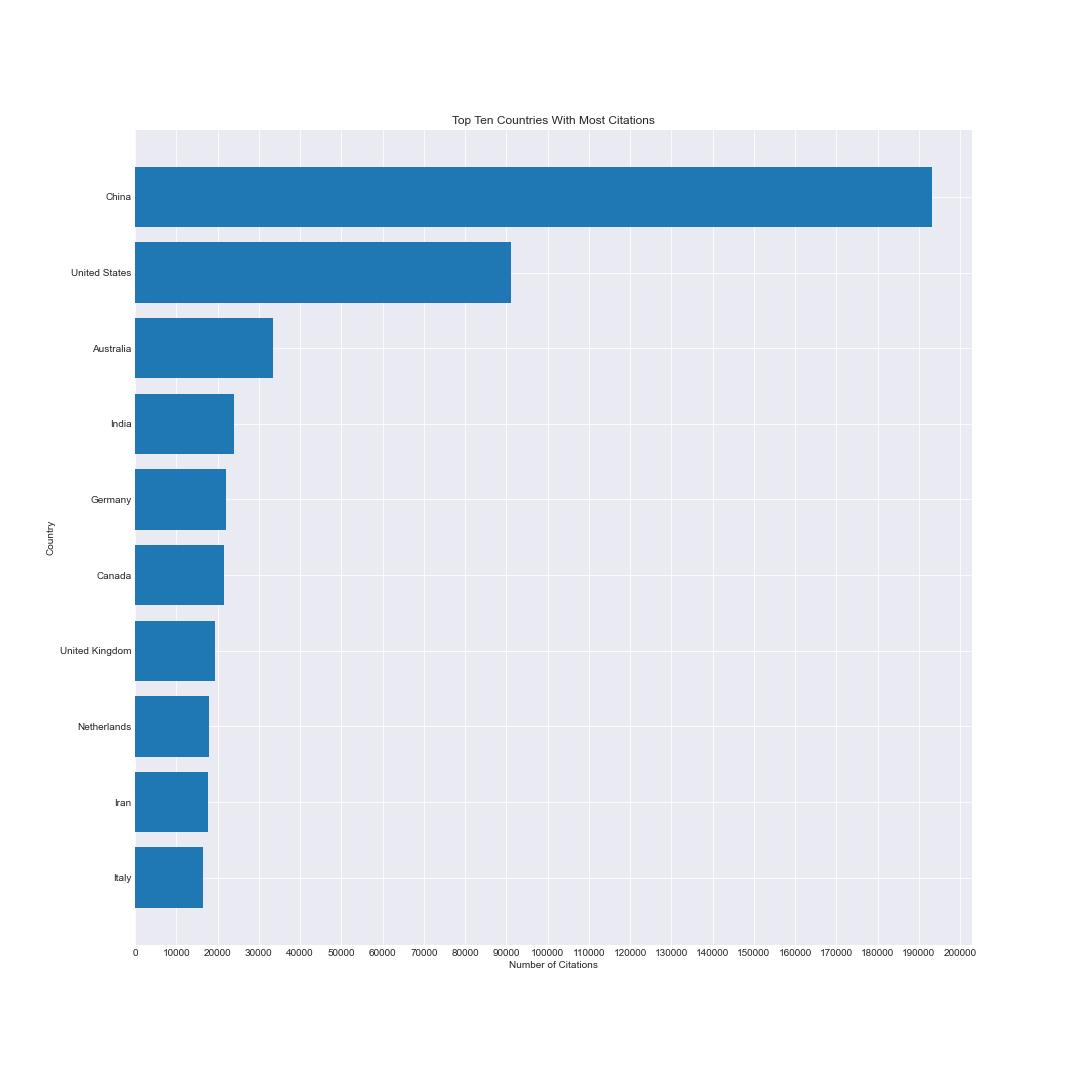 Top Ten Countries With Most Citations
China
United States
Australia
India
Germany
Canada
United Kingdom
Netherlands
Iran
Italy
Country
0 10000 20000 30000 40000 50000 60000 70000 80000 90000 100000 110000 120000 130000 140000 150000 160000 170000 180000 190000 200000
Number of Citations